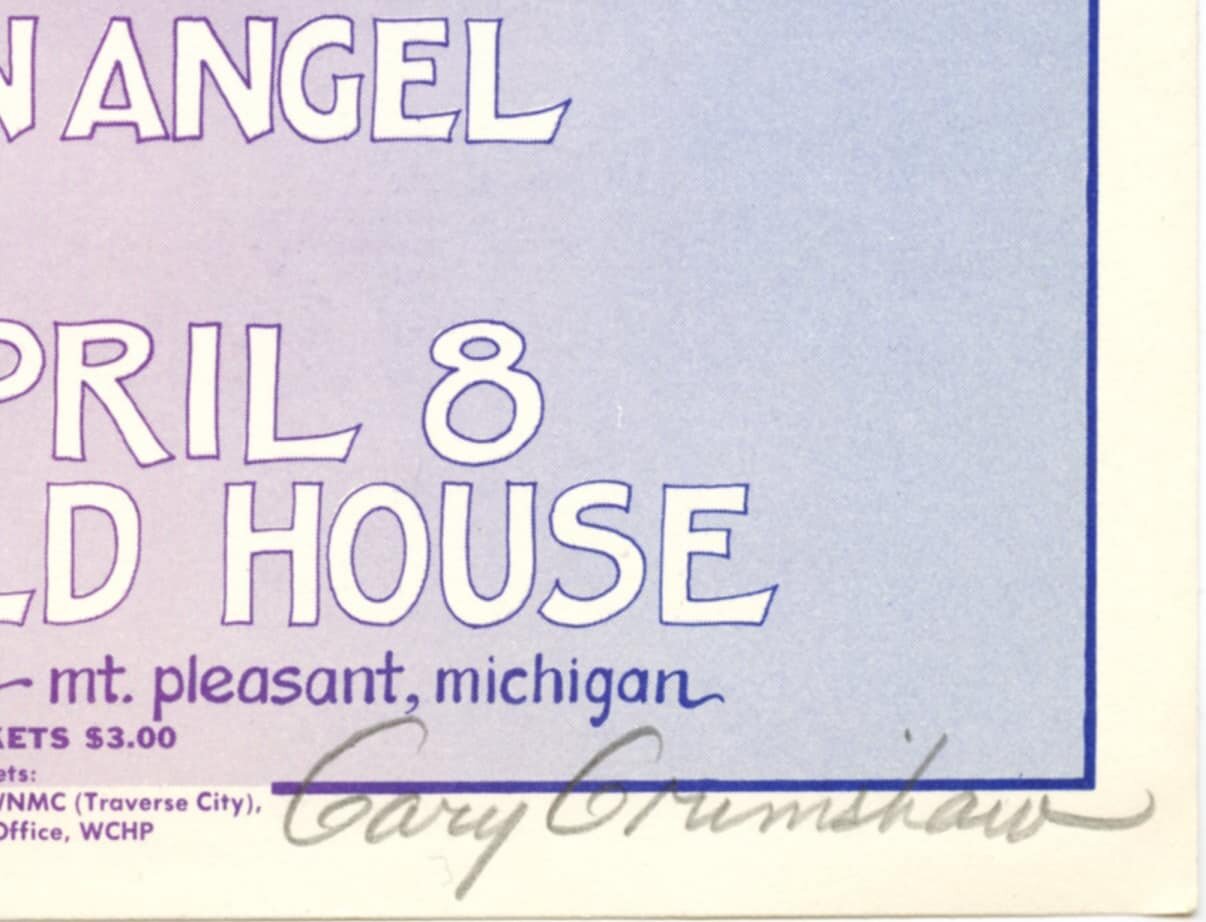 N ANGEL
PRIL 8
LD HOUSE
- mt. pleasant, michigan
KETS $3.00
ets:
WNMC (Traverse City),
Office, WCHP
Gary Grimshaw